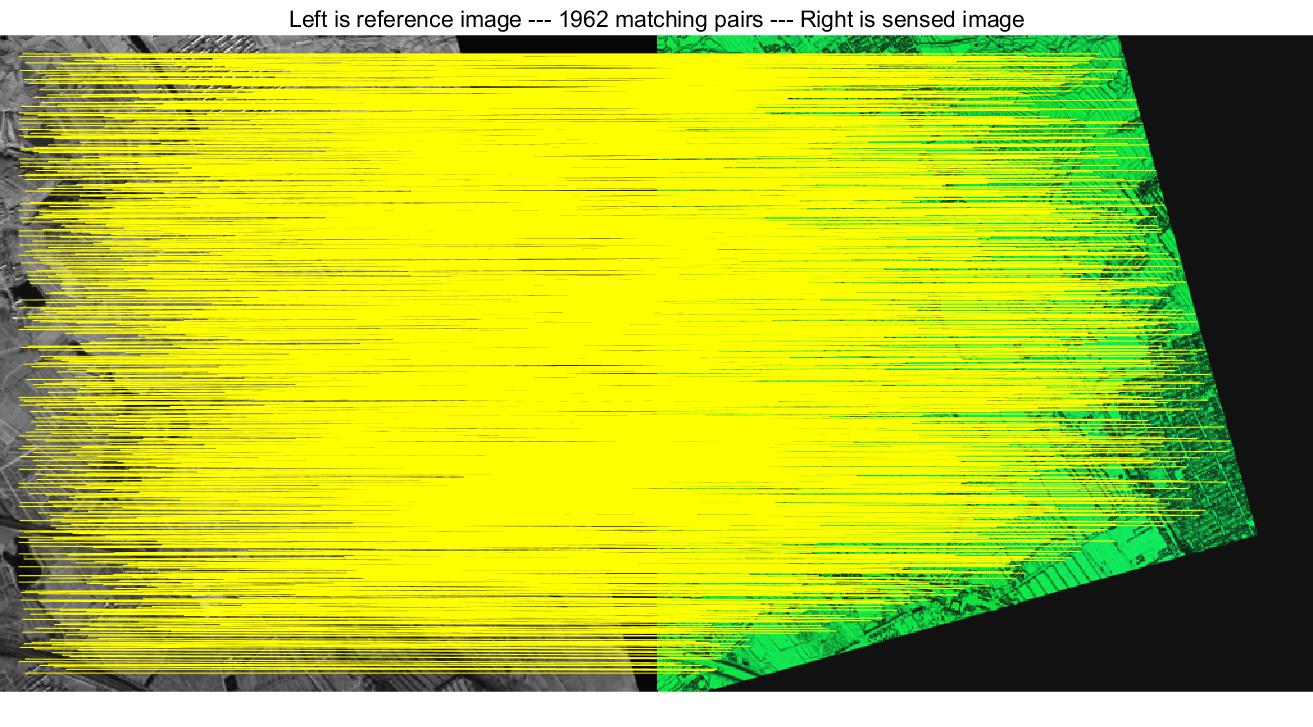 Left is reference image --- 1962 matching pairs --- Right is sensed image